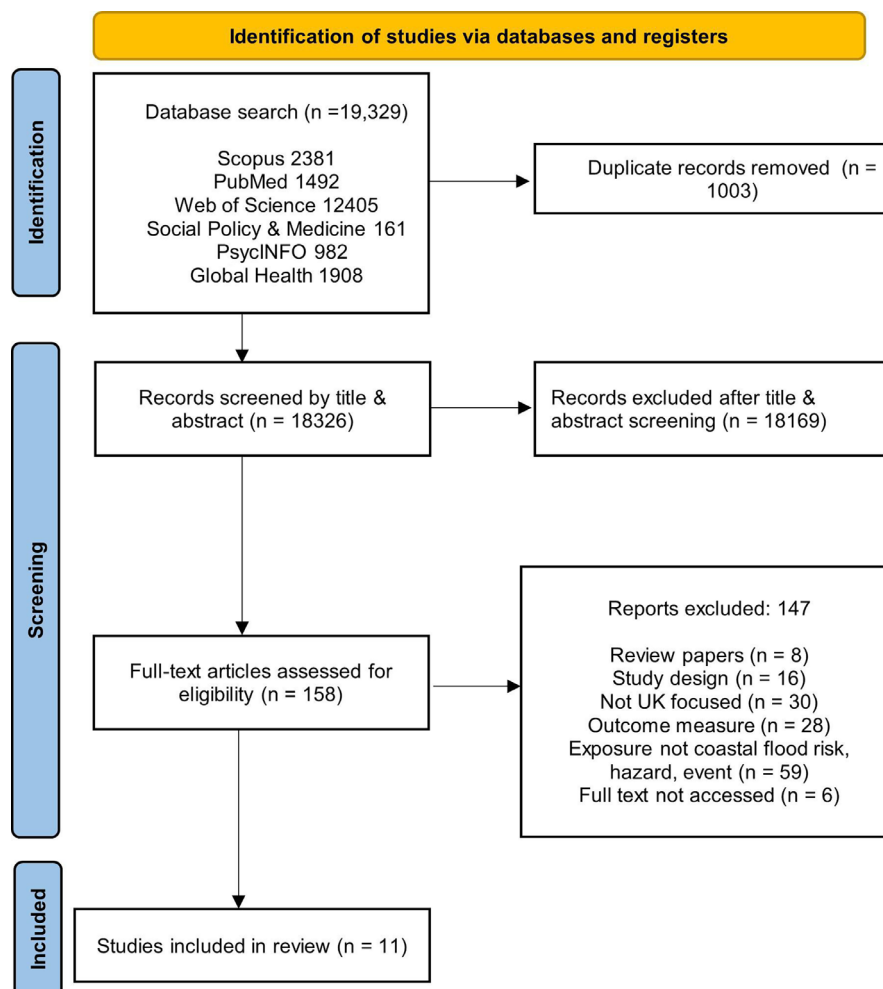 Identification of studies via databases and registers
Identification
Database search (n =19,329)
Scopus 2381
PubMed 1492
Web of Science 12405
Social Policy & Medicine 161
PsycINFO 982
Global Health 1908
Duplicate records removed (n =
1003)
Screening
Records screened by title &
abstract (n = 18326)
Records excluded after title &
abstract screening (n = 18169)
Full-text articles assessed for
eligibility (n = 158)
Reports excluded: 147
Review papers (n = 8)
Study design (n = 16)
Not UK focused (n = 30)
Outcome measure (n = 28)
Exposure not coastal flood risk,
hazard, event (n = 59)
Full text not accessed (n = 6)
Included
Studies included in review (n = 11)